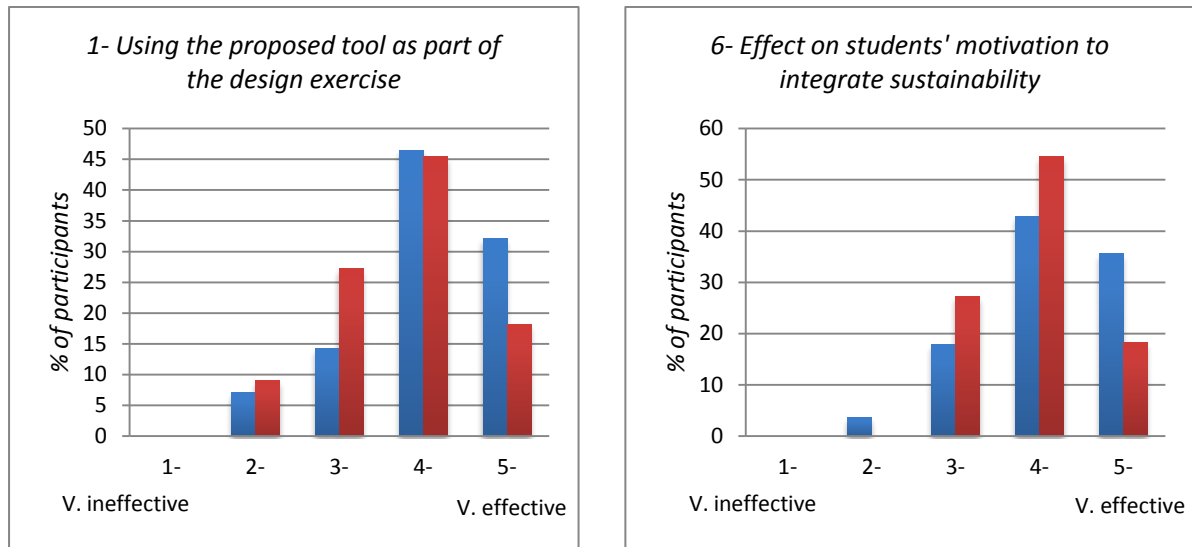 1- Using the proposed tool as part of
the design exercise
50
45
40
35
30
25
20
15
10
5
0
% of participants
1- 2- 3- 4- 5-
V. ineffective V. effective
6- Effect on students' motivation to
integrate sustainability
60
50
40
30
20
10
0
% of participants
1- 2- 3- 4- 5-
V. ineffective V. effective